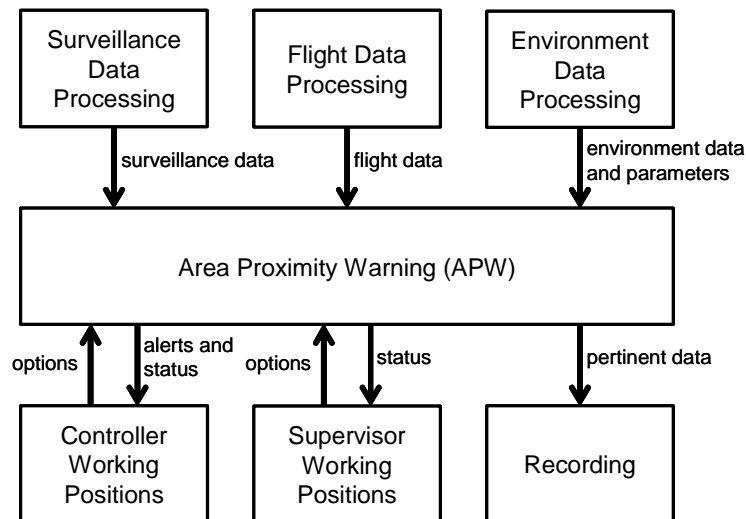 Surveillance
Data
Processing
Flight Data
Processing
Environment
Data
Processing
surveillance data
flight data
environment data
and parameters
Area Proximity Warning (APW)
options
alerts and
status
options
status
pertinent data
Controller
Working
Positions
Supervisor
Working
Positions
Recording